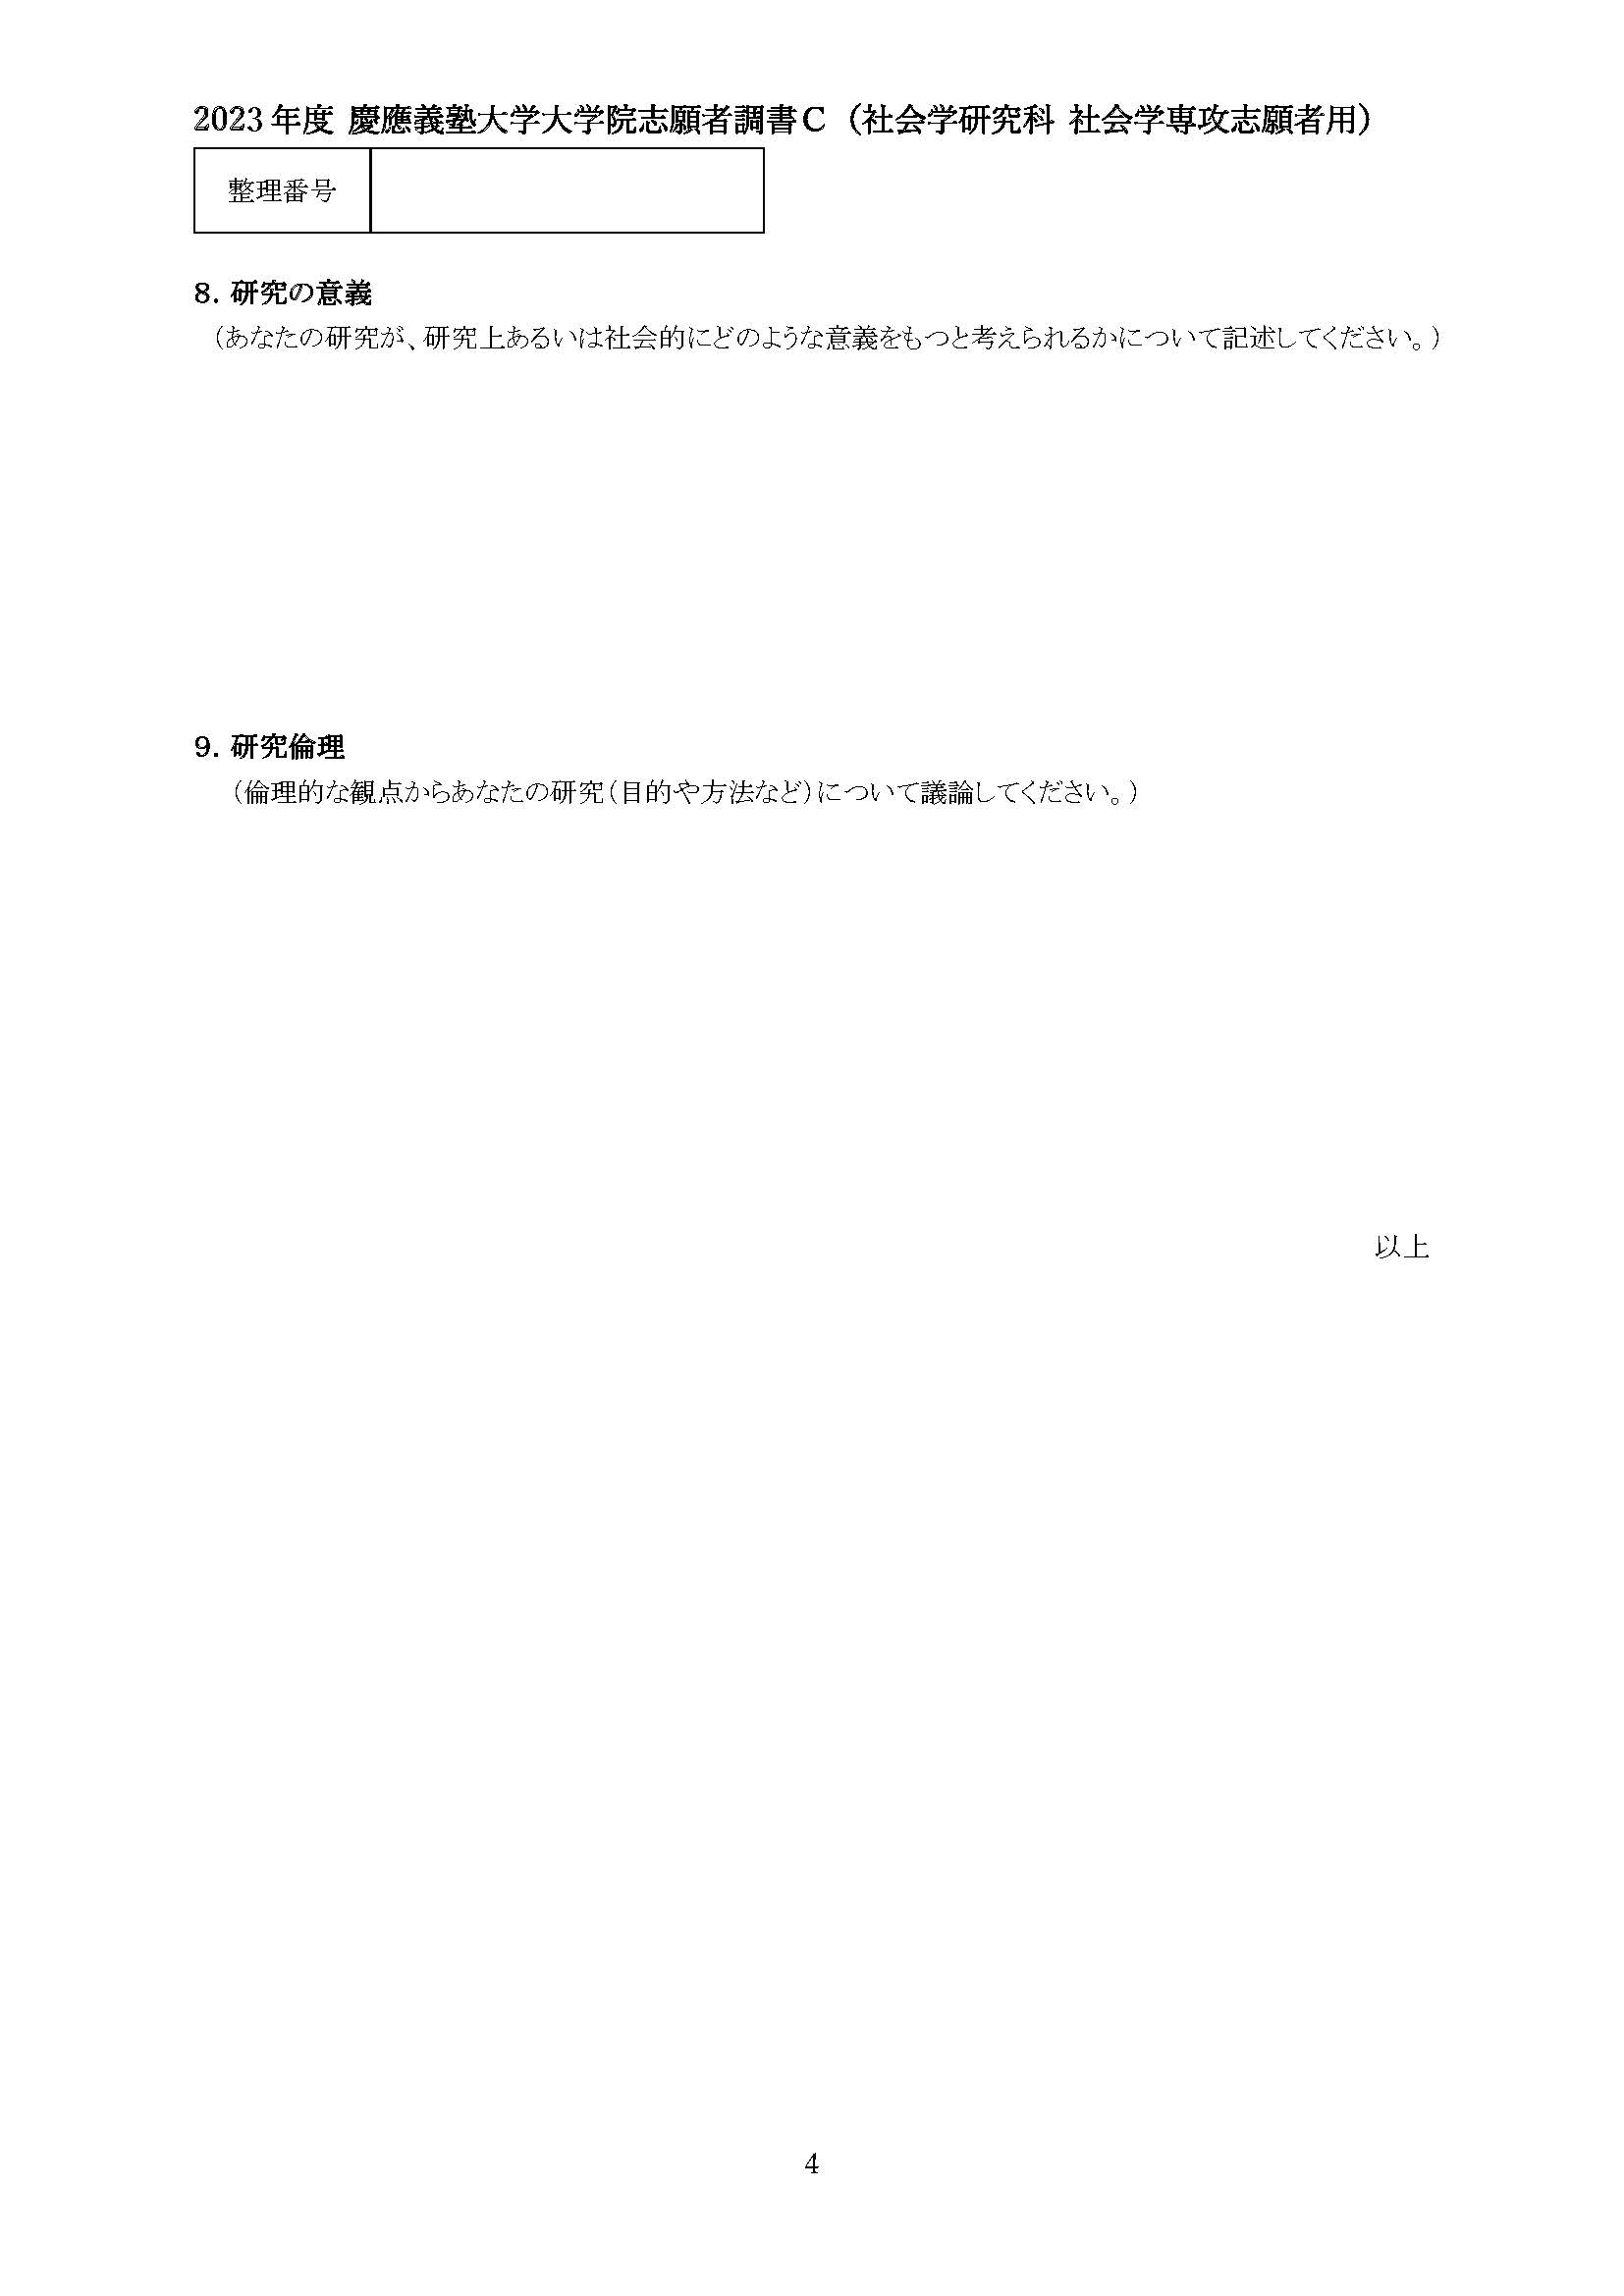 2023 年度 慶應義塾大学大学院志願者調書C（社会学研究科 社会学専攻志願者用）
整理番号
8. 研究の意義
（あなたの研究が、研究上あるいは社会的にどのような意義をもつと考えられるかについて記述してください。）
9. 研究倫理
（倫理的な観点からあなたの研究（目的や方法など）について議論してください。）
以上
4